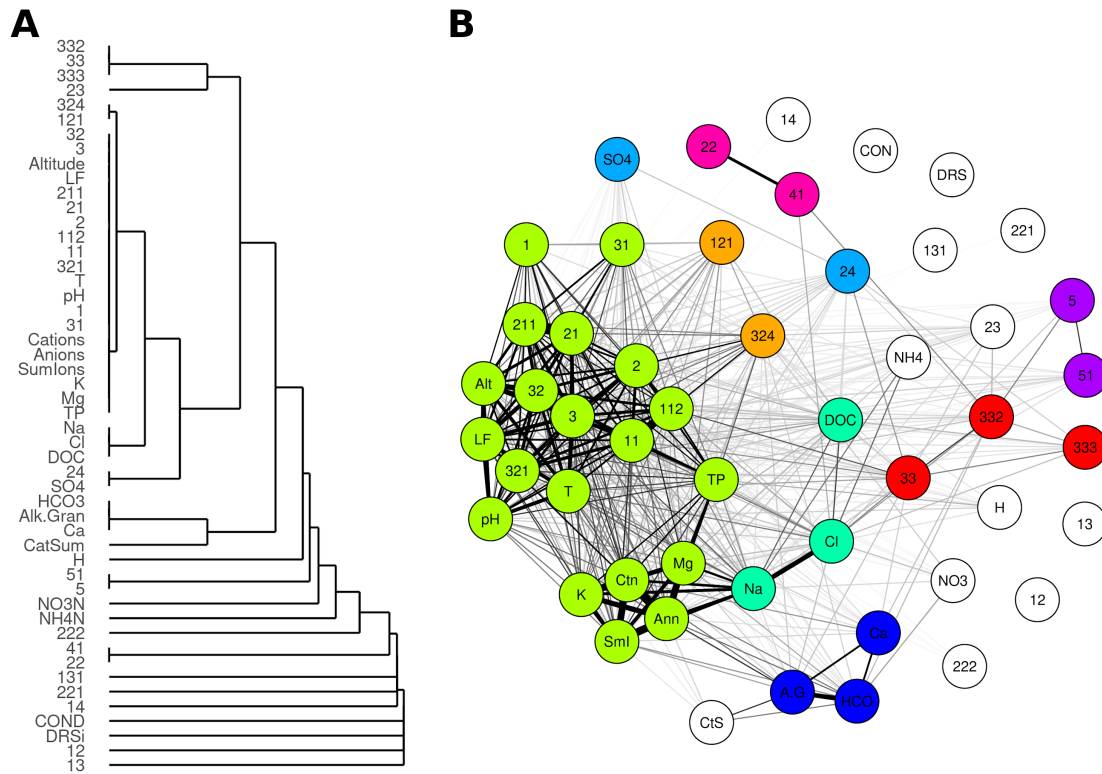 A
332
33
333
23
324
121
32
3
Altitude
LF
211
21
2
112
11
321
T
pH
1
31
Cations
Anions
SumIons
K
Mg
TP
Na
Cl
DOC
24
SO4
HCO3
Alk.Gran
Ca
CatSum
H
51
5
NO3N
NH4N
222
41
22
131
221
14
COND
DRSi
12
13
B
14
22
CON
SO4
DRS
41
221
1
31
121
131
24
5
211
21
23
324
NH4
2
51
Alt
32
112
3
DOC
332
LF
11
333
321
33
TP
T
H
pH
13
Cl
Mg
Ctn
NO3
Na
K
12
Ann
Ca
SmI
222
A.G
HCO
CtS